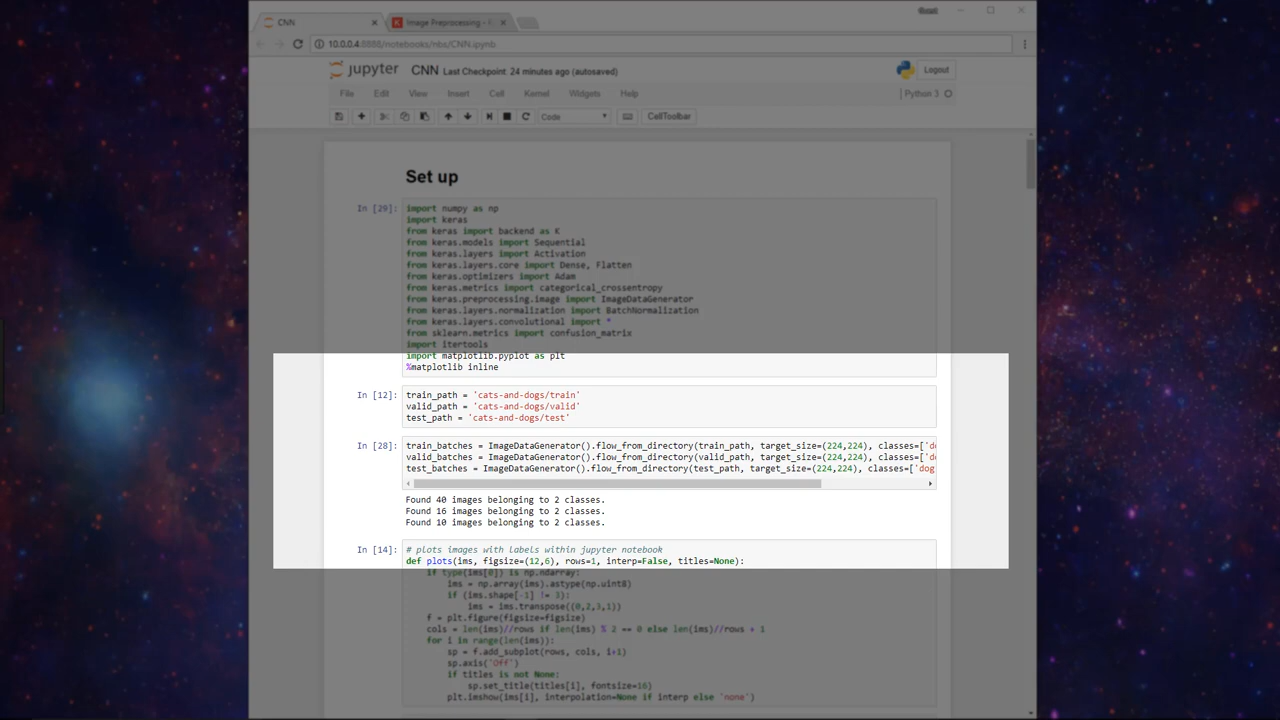 CNN
Image Preprocessing - K
10.0.0.4:8888/notebooks/nbs/CNN.ipynb
jupyter CNN Last Checkpoint: 24 minutes ago (autosaved)
Logout
File Edit View Insert Cell Kernel Widgets Help
Python 3
Code
CellToolbar
Set up
In [29]:
import numpy as np
import keras
from keras import backend as K
from keras.models import Sequential
from keras.layers import Activation
from keras.layers.core import Dense, Flatten
from keras.optimizers import Adam
from keras.metrics import categorical_crossentropy
from keras.preprocessing.image import ImageDataGenerator
from keras.layers.normalization import BatchNormalization
from keras.layers.convolutional import *
from sklearn.metrics import confusion_matrix
import itertools
import matplotlib.pyplot as plt
%matplotlib inline
In [12]:
train_path = 'cats-and-dogs/train'
valid_path = 'cats-and-dogs/valid'
test_path = 'cats-and-dogs/test'
In [28]:
train_batches = ImageDataGenerator().flow_from_directory(train_path, target_size=(224,224), classes=['d
valid_batches = ImageDataGenerator().flow_from_directory(valid_path, target_size=(224,224), classes=['d
test_batches = ImageDataGenerator().flow_from_directory(test_path, target_size=(224,224), classes=['dog
Found 40 images belonging to 2 classes.
Found 16 images belonging to 2 classes.
Found 10 images belonging to 2 classes.
In [14]:
# plots images with labels within jupyter notebook
def plots(ims, figsize=(12,6), rows=1, interp=False, titles=None):
if type(ims[0]) is np.ndarray:
ims = np.array(ims).astype(np.uint8)
if (ims.shape[-1] != 3):
ims = ims.transpose((0,2,3,1))
f = plt.figure(figsize=figsize)
cols = len(ims)//rows if len(ims) % 2 == 0 else len(ims)//rows + 1
for i in range(len(ims)):
sp = f.add_subplot(rows, cols, i+1)
sp.axis('Off')
if titles is not None:
sp.set_title(titles[i], fontsize=16)
plt.imshow(ims[i], interpolation=None if interp else 'none')